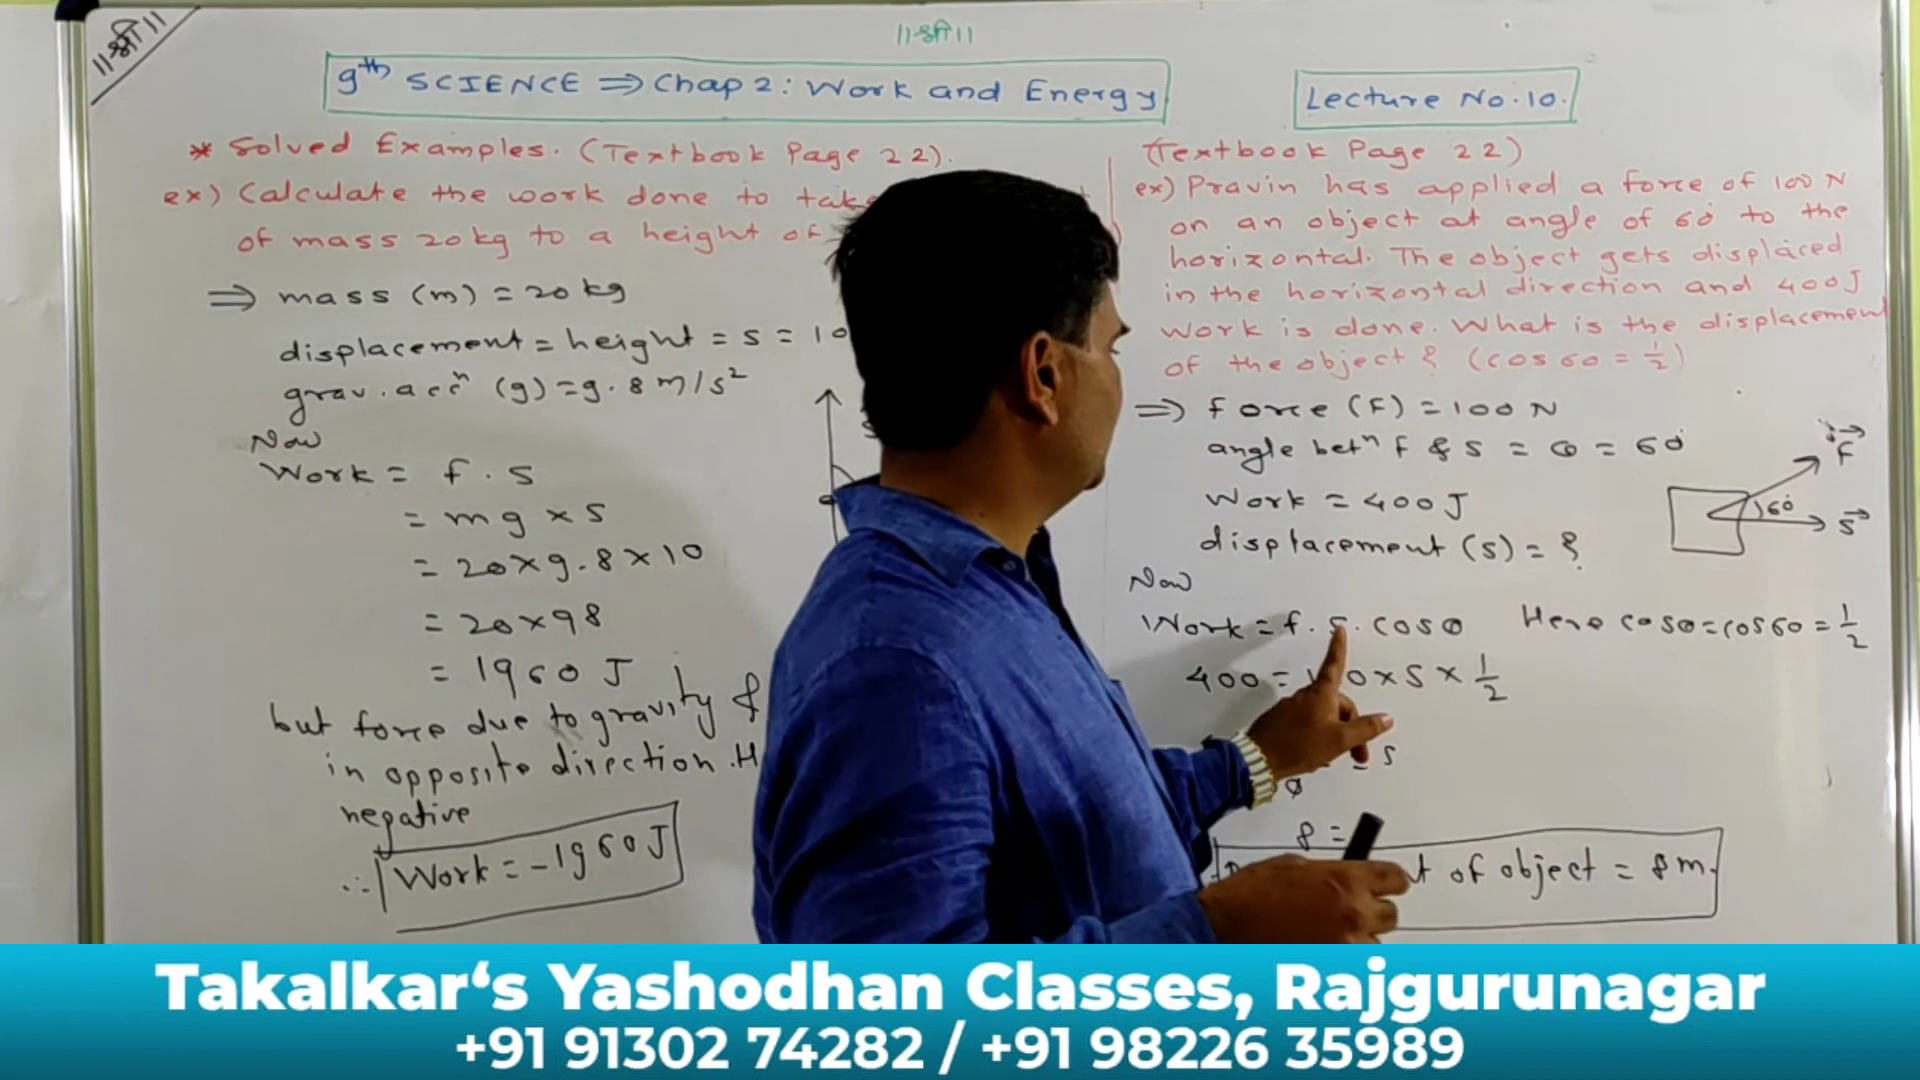 ॥श्री॥
॥श्री॥
9th SCIENCE ⇒ Chap 2: Work and Energy
Lecture No. 10.
* Solved Examples. (Textbook Page 22).
ex) Calculate the work done to take
of mass 20 kg to a height of
⇒ mass (m) = 20 kg
displacement = height = s = 10
grav. accⁿ (g) = 9.8 m/s²
Now
Work = f . s
= mg × s
= 20 × 9.8 × 10
= 20 × 98
= 1960 J
but force due to gravity &
in opposite direction. H
negative
∴ Work = -1960 J
(Textbook Page 22)
ex) Pravin has applied a force of 100 N
on an object at angle of 60° to the
horizontal. The object gets displaced
in the horizontal direction and 400 J
work is done. What is the displacement
of the object? (cos 60 = 1/2)
⇒ force (F) = 100 N
angle betⁿ f & s = θ = 60°
Work = 400 J
displacement (s) = ?
F
60°
S
Now
Work = f . s . cosθ Here cosθ = cos60 = 1/2
400 = 100 × s × 1/2
= s
8 =
of object = 8 m.
Takalkar‘s Yashodhan Classes, Rajgurunagar
+91 91302 74282 / +91 98226 35989